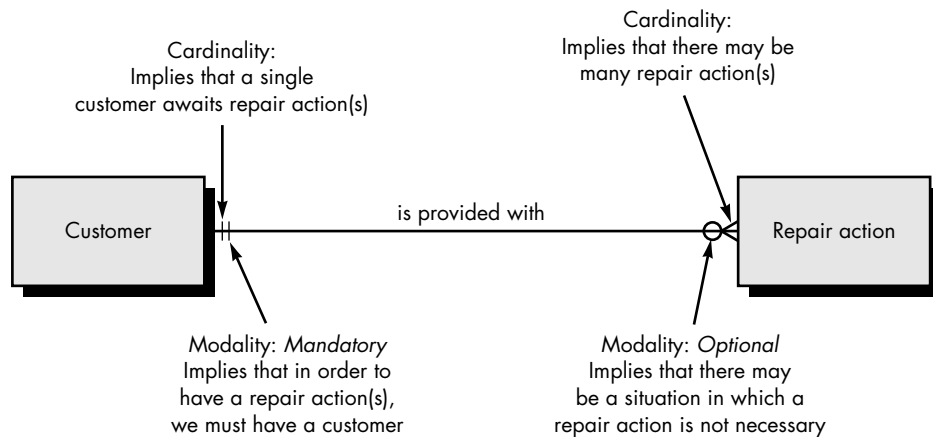 Cardinality:
Implies that a single
customer awaits repair action(s)
Cardinality:
Implies that there may be
many repair action(s)
Customer
is provided with
Repair action
Modality: Mandatory
Implies that in order to
have a repair action(s),
we must have a customer
Modality: Optional
Implies that there may
be a situation in which a
repair action is not necessary